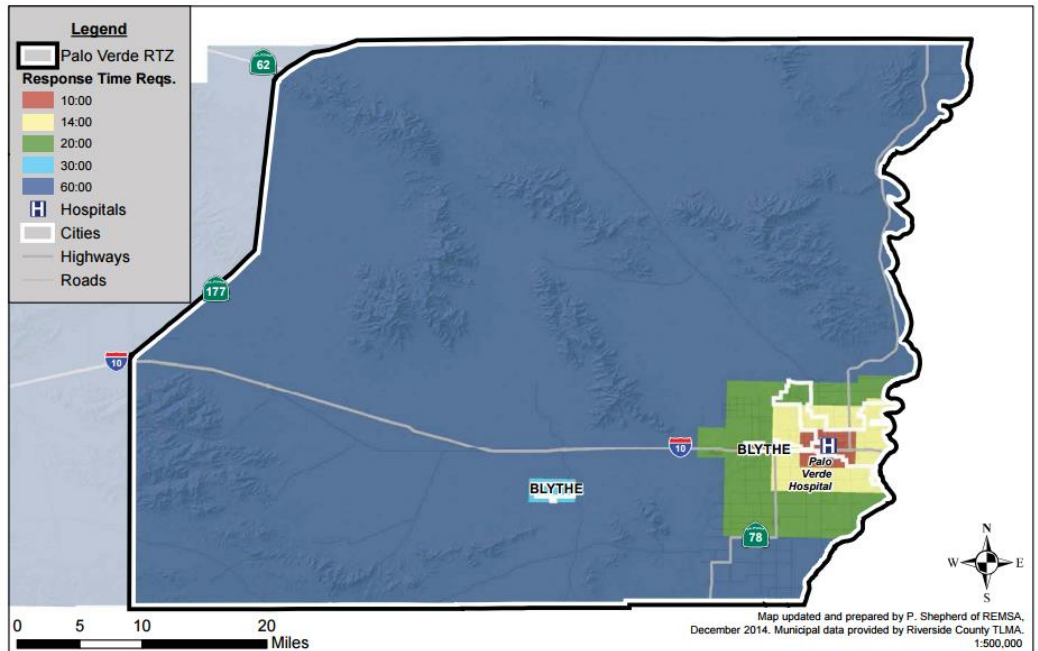 Legend
Palo Verde RTZ
Response Time Reqs.
10:00
14:00
20:00
30:00
60:00
H Hospitals
Cities
Highways
Roads
62
177
10
10
BLYTHE
H
Palo
Verde
Hospital
BLYTHE
78
N
W E
S
0 5 10 20
Miles
Map updated and prepared by P. Shepherd of REMSA,
December 2014. Municipal data provided by Riverside County TLMA.
1:500,000